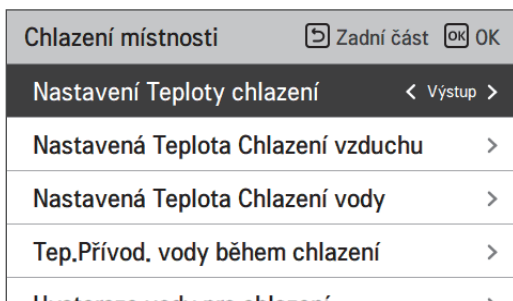 Chlazení místnosti Zadní část OK OK
Nastavení Teploty chlazení < Výstup >
Nastavená Teplota Chlazení vzduchu >
Nastavená Teplota Chlazení vody >
Tep.Přívod. vody během chlazení >